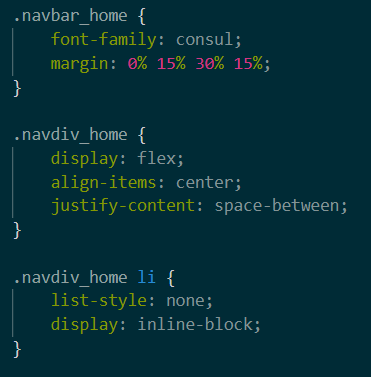 .navbar_home {
    font-family: consul;
    margin: 0% 15% 30% 15%;
}

.navdiv_home {
    display: flex;
    align-items: center;
    justify-content: space-between;
}

.navdiv_home li {
    list-style: none;
    display: inline-block;
}